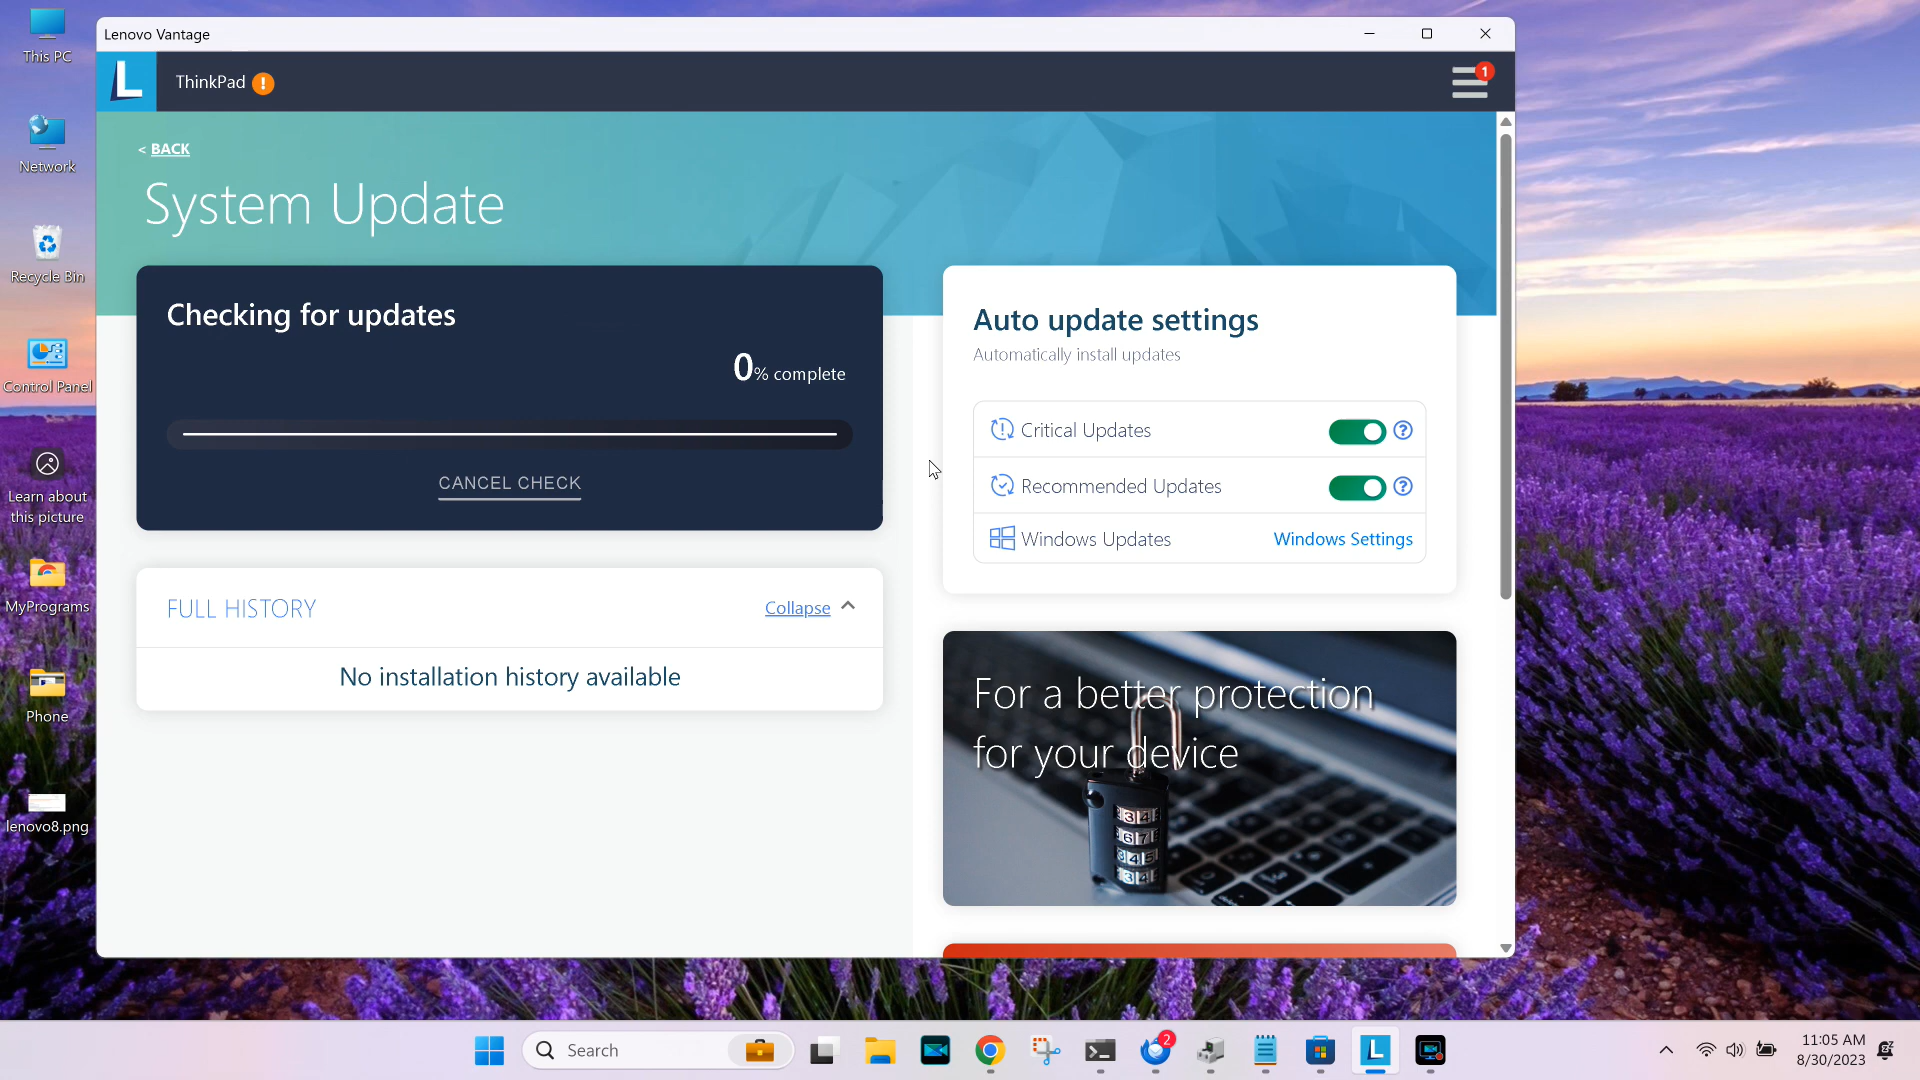 This PC
Network
Recycle Bin
Control Panel
Learn about
this picture
MyPrograms
Phone
lenovo8.png
Lenovo Vantage
L
ThinkPad !
1
< BACK
System Update
Checking for updates
0% complete
CANCEL CHECK
FULL HISTORY Collapse
No installation history available
Auto update settings
Automatically install updates
Critical Updates ?
Recommended Updates ?
Windows Updates Windows Settings
For a better protection
for your device
Search
2
L
11:05 AM
8/30/2023